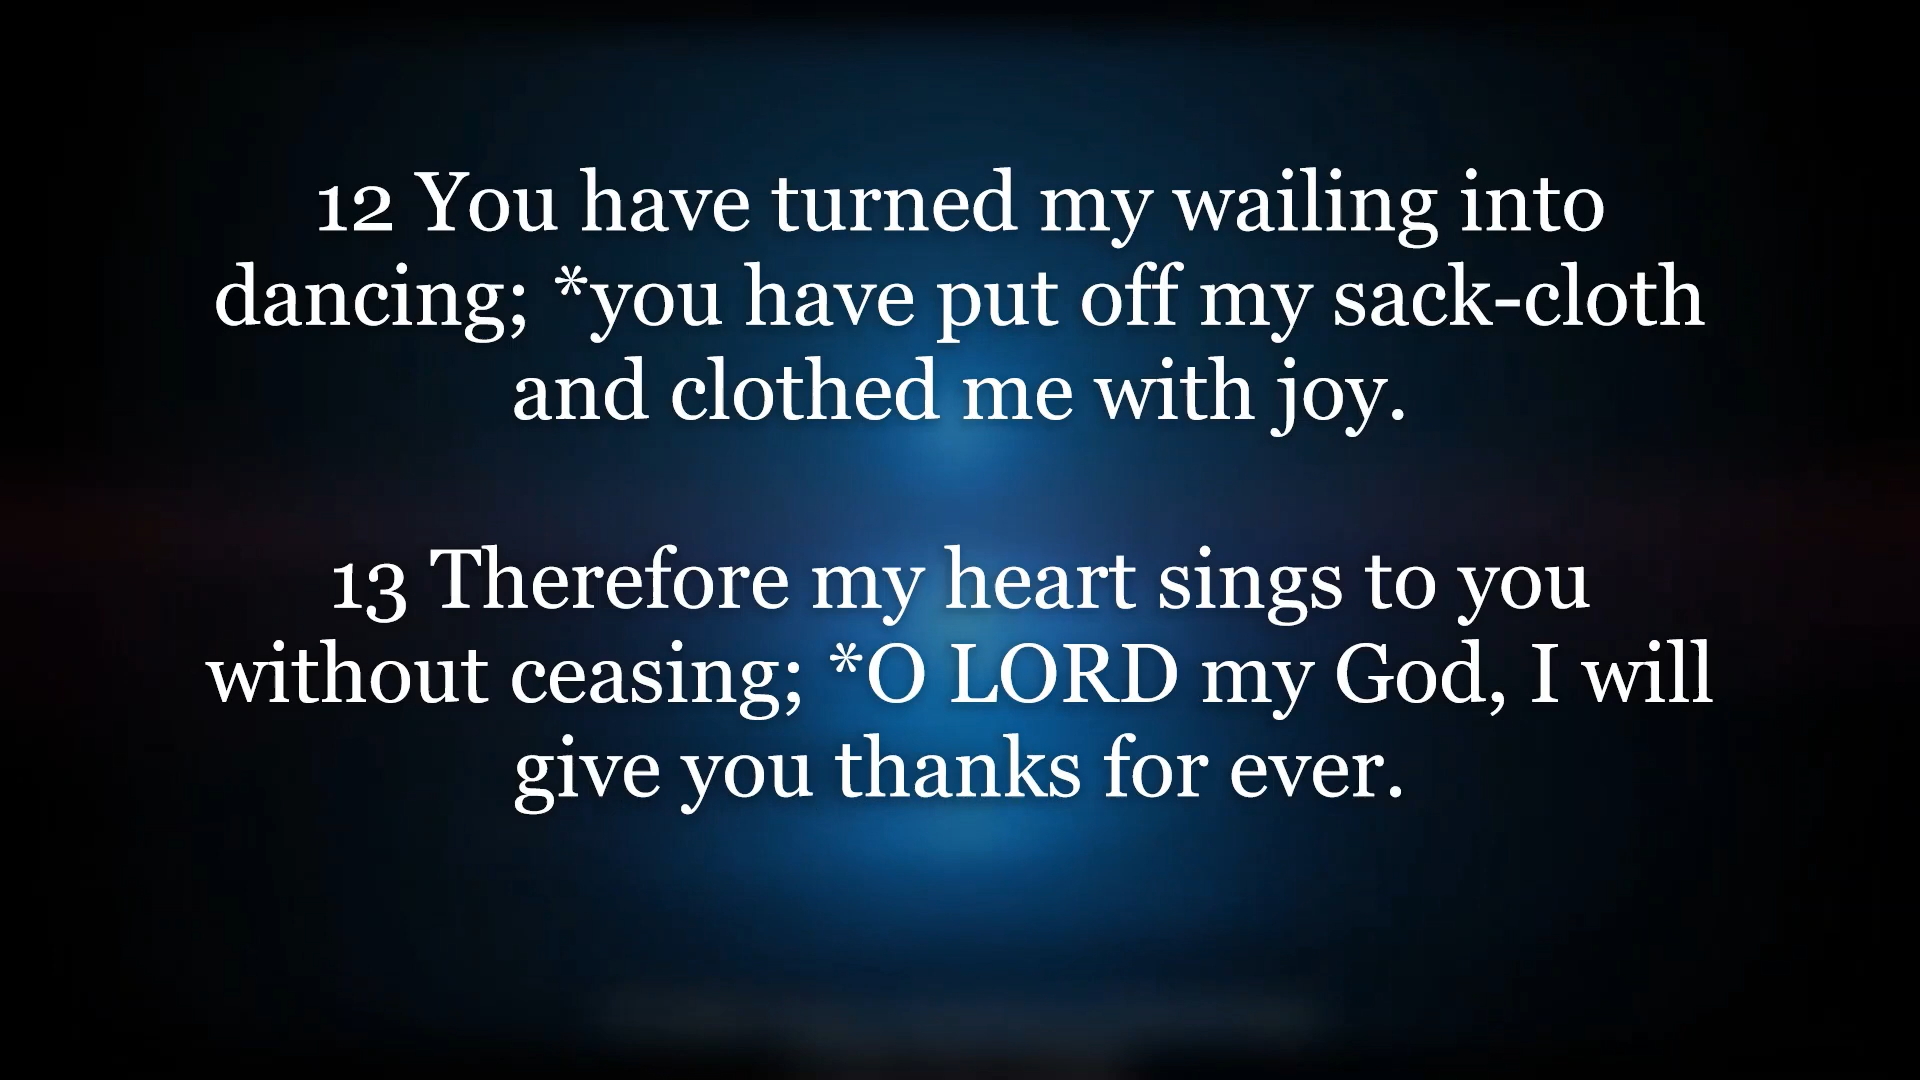 12 You have turned my wailing into
dancing; *you have put off my sack-cloth
and clothed me with joy.
13 Therefore my heart sings to you
without ceasing; *O LORD my God, I will
give you thanks for ever.